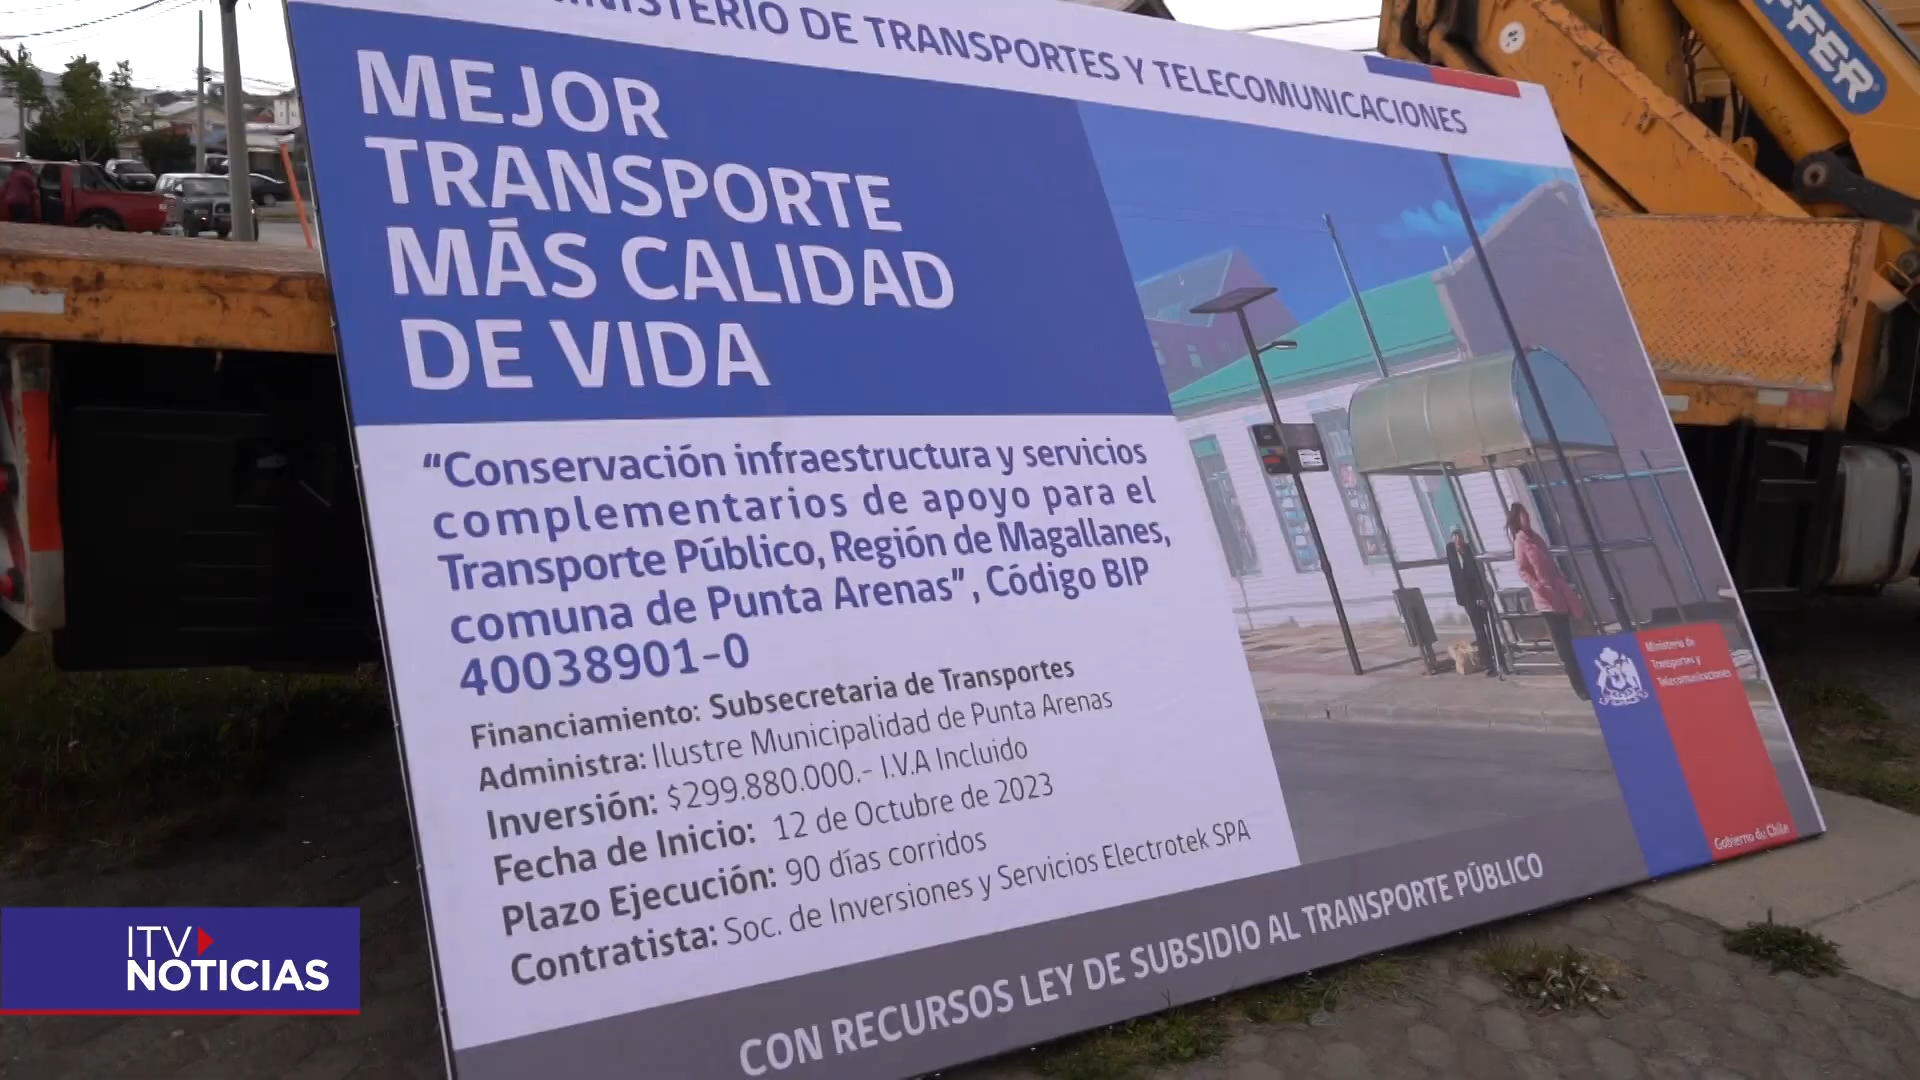 DE TRANSPORTES Y TELECOMUNICACIONES
MEJOR
TRANSPORTE
MÁS CALIDAD
DE VIDA
“Conservación infraestructura y servicios
complementarios de apoyo para el
Transporte Público, Región de Magallanes,
comuna de Punta Arenas”, Código BIP
40038901-0
Financiamiento: Subsecretaria de Transportes
Administra: Ilustre Municipalidad de Punta Arenas
Inversión: $299.880.000.- I.V.A Incluido
Fecha de Inicio: 12 de Octubre de 2023
Plazo Ejecución: 90 días corridos
Contratista: Soc. de Inversiones y Servicios Electrotek SPA
CON RECURSOS LEY DE SUBSIDIO AL TRANSPORTE PÚBLICO
Ministerio de
Transportes y
Telecomunicaciones
Gobierno de Chile
ITV
NOTICIAS